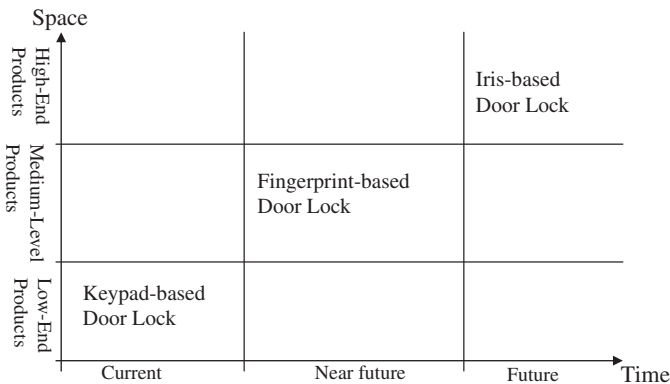 Space
High-End
Products
Iris-based
Door Lock
Medium-Level
Products
Fingerprint-based
Door Lock
Low-End
Products
Keypad-based
Door Lock
Current
Near future
Future
Time